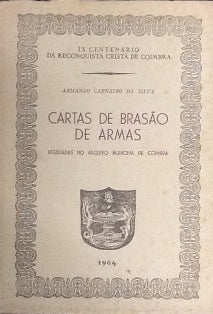 IX CENTENARIO
DA RECONQUISTA CRISTÃ DE COIMBRA
ARMANDO CARNEIRO DA SILVA
CARTAS DE BRASÃO
DE ARMAS
REGISTADAS NO ARQUIVO MUNICIPAL DE COIMBRA
1964